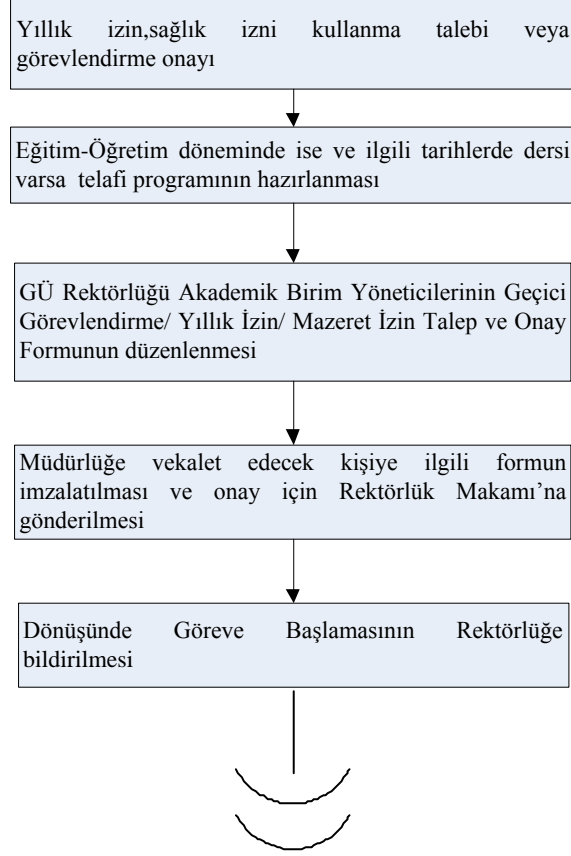 Yıllık izin,sağlık izni kullanma talebi veya
görevlendirme onayı
Eğitim-Öğretim döneminde ise ve ilgili tarihlerde dersi
varsa telafi programının hazırlanması
GÜ Rektörlüğü Akademik Birim Yöneticilerinin Geçici
Görevlendirme/ Yıllık İzin/ Mazeret İzin Talep ve Onay
Formunun düzenlenmesi
Müdürlüğe vekalet edecek kişiye ilgili formun
imzalatılması ve onay için Rektörlük Makamı’na
gönderilmesi
Dönüşünde Göreve Başlamasının Rektörlüğe
bildirilmesi